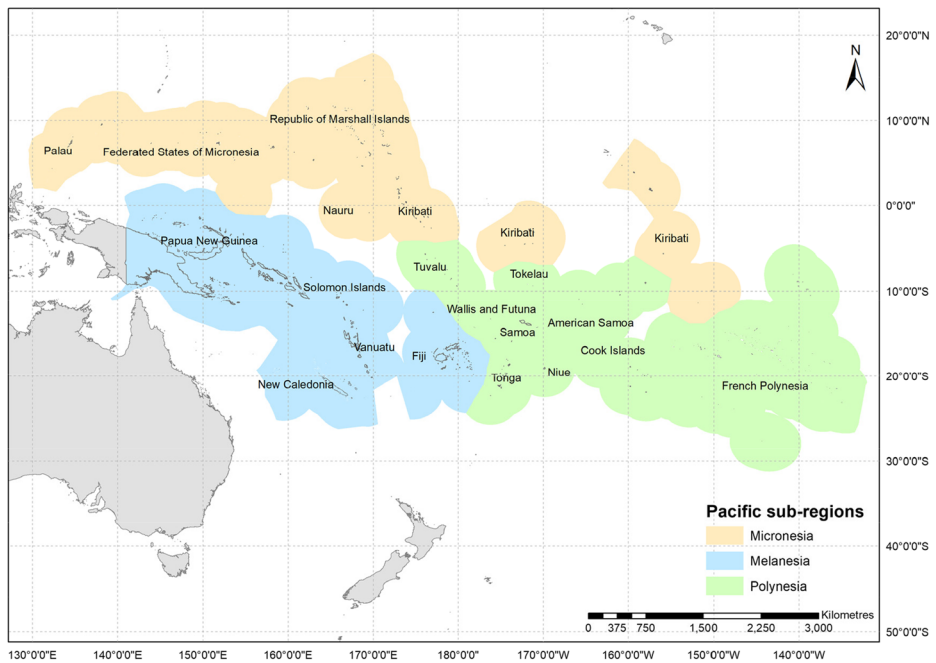 20°0'0"N
N
Republic of Marshall Islands
10°0'0"N
Palau
Federated States of Micronesia
Nauru
Kiribati
0°0'0"
Kiribati
Kiribati
Papua New Guinea
Tuvalu
Tokelau
Solomon Islands
10°0'0"S
Wallis and Futuna
American Samoa
Samoa
Vanuatu
Fiji
Cook Islands
New Caledonia
Tonga
Niue
French Polynesia
20°0'0"S
30°0'0"S
Pacific sub-regions
Micronesia
40°0'0"S
Melanesia
Polynesia
Kilometres
0 375 750 1,500 2,250 3,000
50°0'0"S
130°0'0"E 140°0'0"E 150°0'0"E 160°0'0"E 170°0'0"E 180°0'0" 170°0'0"W 160°0'0"W 150°0'0"W 140°0'0"W